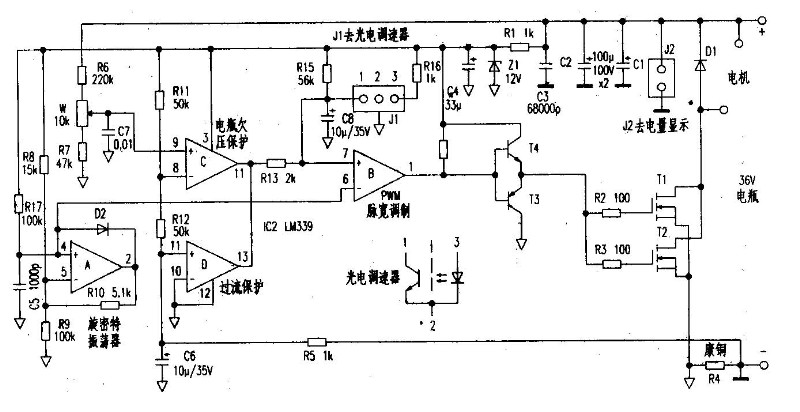 J1去光电调速器
R1 1k
+
R6
220k
R11
50k
R15
56k
R16
1k
1 2 3
J1
C8
10μ/35V
C4
33μ
Z1
12V
C3
68000p
C2
100μ
100V
x2
C1
J2
D1
电机
J2去电量显示
W
10k
C7
0.01
电瓶欠
压保护
3
9
8
C
11
R13 2k
R8
15k
R7
47k
7
6
B
1
PWM
脉宽调制
T4
T3
R17
100k
R12
50k
IC2 LM339
36V
电瓶
R2 100
T1
R3 100
T2
D2
4
5
A
2
R10 5.1k
C5 1000p
11
10
D
13
12
过流保护
1
3
光电调速器
2
R9
100k
施密特
振荡器
C6
10μ/35V
R5 1k
康铜
R4
−